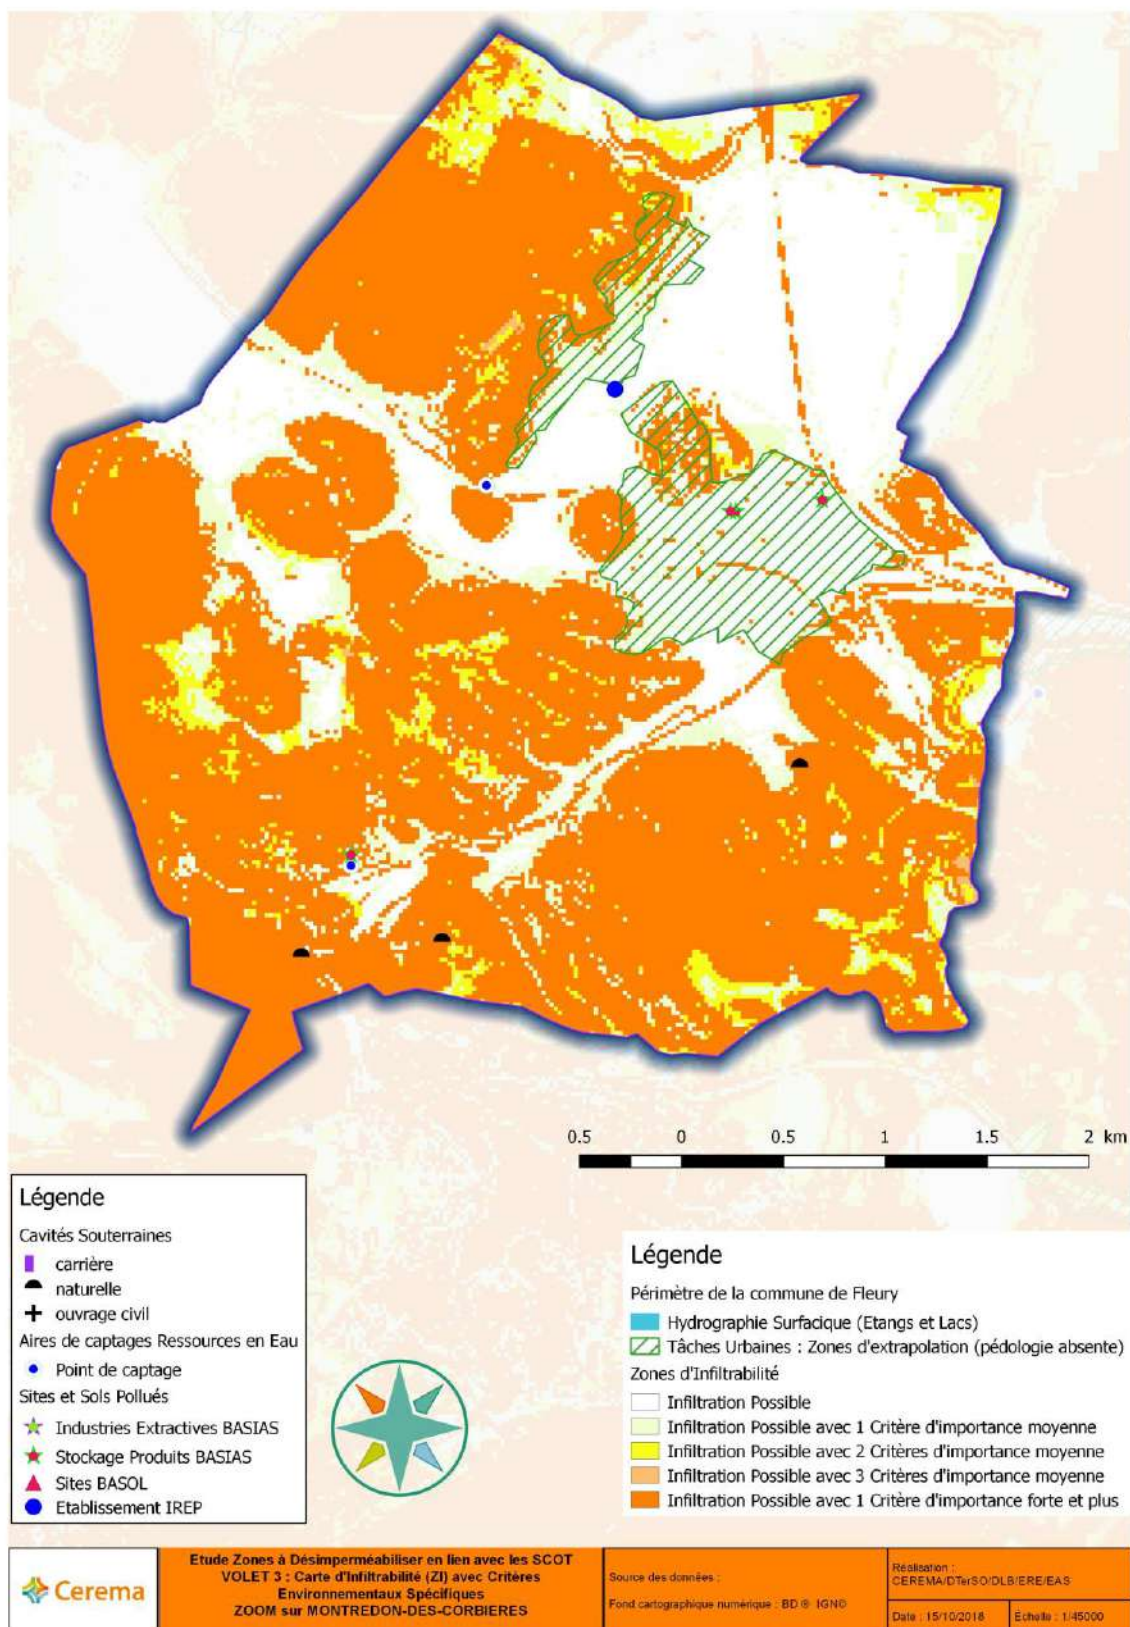 0.5 0 0.5 1 1.5 2 km
Légende
Cavités Souterraines
carrière
naturelle
ouvrage civil
Aires de captages Ressources en Eau
Point de captage
Sites et Sols Pollués
Industries Extractives BASIAS
Stockage Produits BASIAS
Sites BASOL
Etablissement IREP
Légende
Périmètre de la commune de Fleury
Hydrographie Surfacique (Etangs et Lacs)
Tâches Urbaines : Zones d'extrapolation (pédologie absente)
Zones d'Infiltrabilité
Infiltration Possible
Infiltration Possible avec 1 Critère d'importance moyenne
Infiltration Possible avec 2 Critères d'importance moyenne
Infiltration Possible avec 3 Critères d'importance moyenne
Infiltration Possible avec 1 Critère d'importance forte et plus
Cerema
Etude Zones à Désimperméabiliser en lien avec les SCOT
VOLET 3 : Carte d'Infiltrabilité (ZI) avec Critères
Environnementaux Spécifiques
ZOOM sur MONTREDON-DES-CORBIERES
Source des données :
Fond cartographique numérique : BD ® IGN©
Réalisation :
CEREMA/DTerSO/DLB/ERE/EAS
Date : 15/10/2018
Echelle : 1/45000